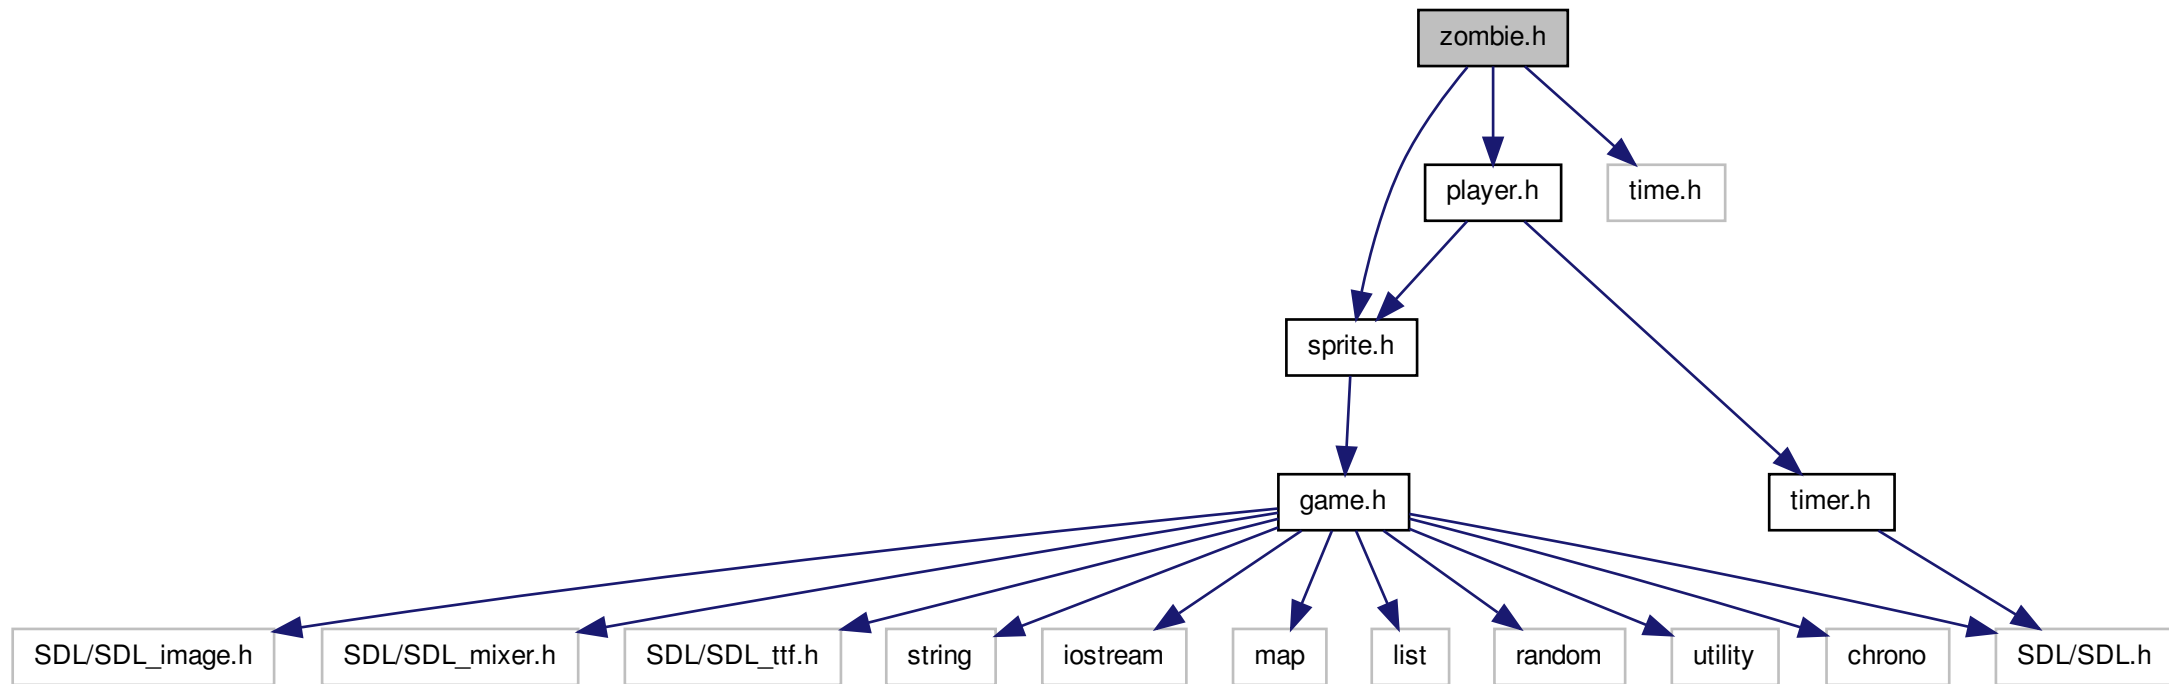 zombie.h
player.h
time.h
sprite.h
game.h
timer.h
SDL/SDL_image.h
SDL/SDL_mixer.h
SDL/SDL_ttf.h
string
iostream
map
list
random
utility
chrono
SDL/SDL.h